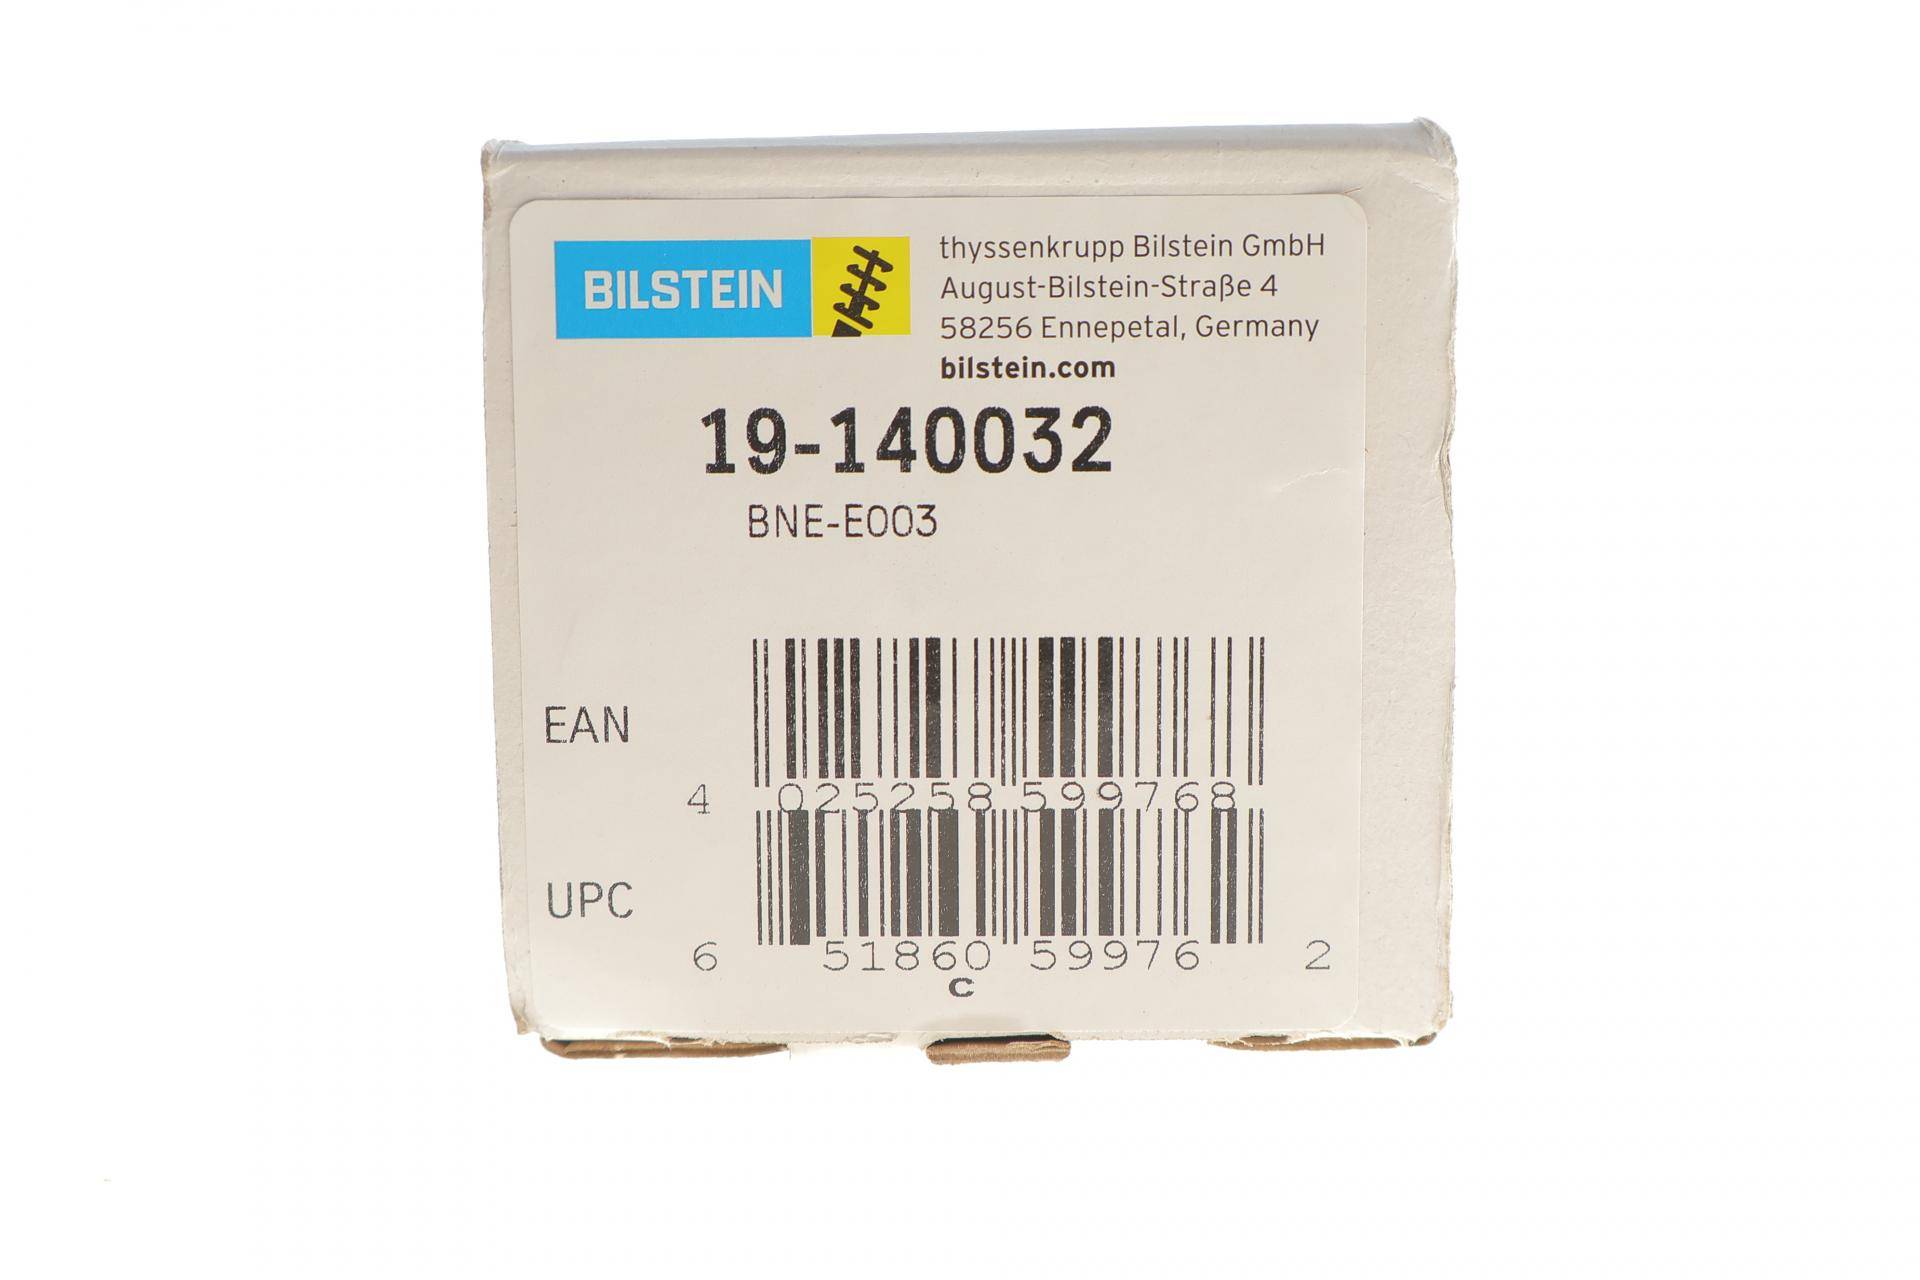 BILSTEIN
thyssenkrupp Bilstein GmbH
August-Bilstein-Straße 4
58256 Ennepetal, Germany
bilstein.com
19-140032
BNE-E003
EAN
4 025258 599768
UPC
6 51860 59976 2
C